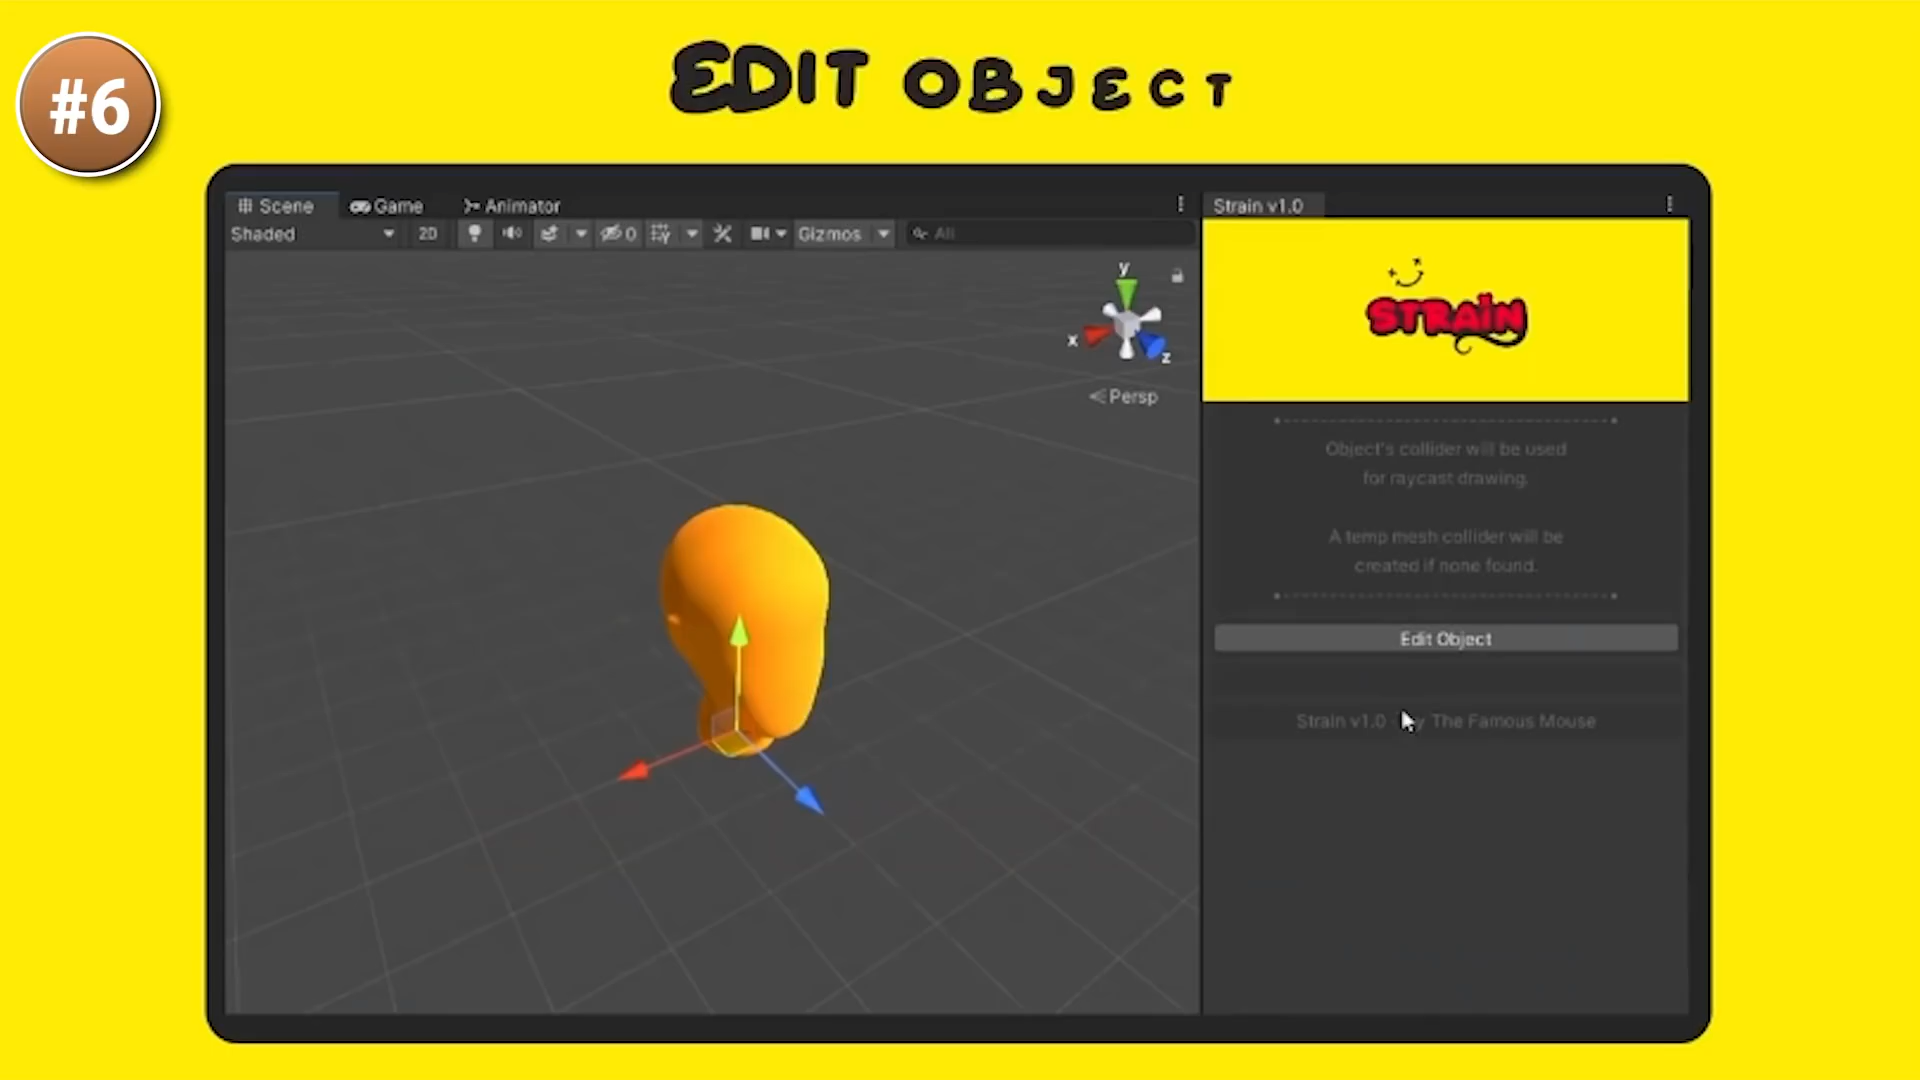 #6
EDIT OBJECT
Scene
Game
Animator
Strain v1.0
Shaded
2D
0
Gizmos
All
y
x
z
Persp
STRAIN
Object's collider will be used
for raycast drawing.
A temp mesh collider will be
created if none found.
Edit Object
Strain v1.0
The Famous Mouse